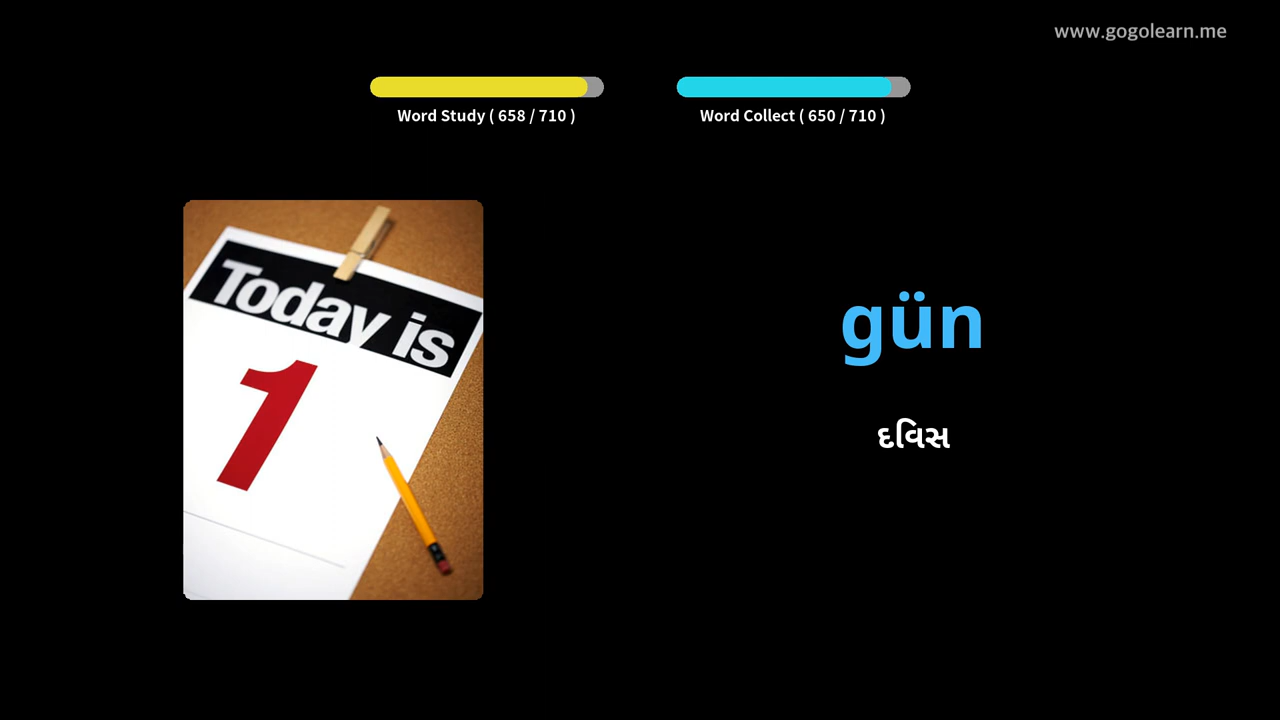 www.gogolearn.me
Word Study ( 658 / 710 )
Word Collect ( 650 / 710 )
Today is
1
gün
દિવસ